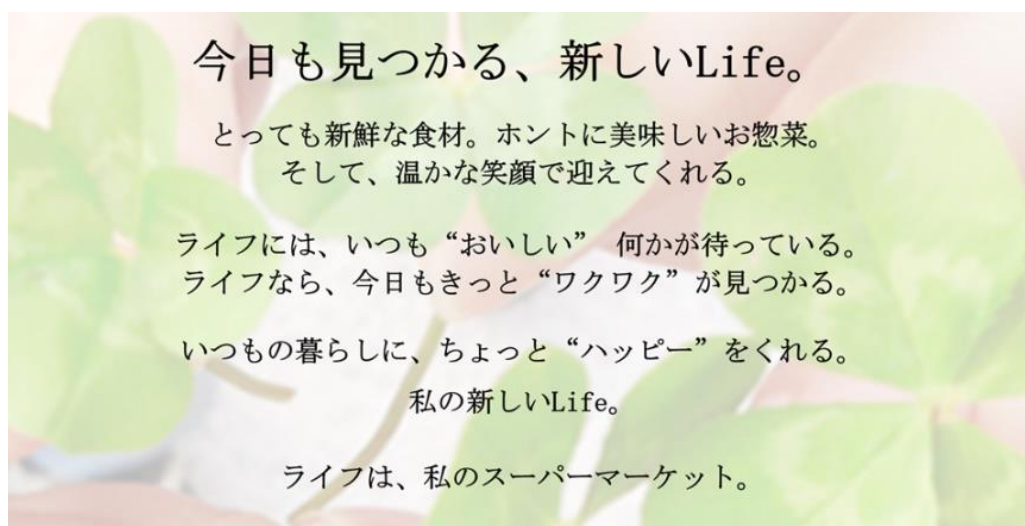 今日も見つかる、新しいLife。
とっても新鮮な食材。ホントに美味しいお惣菜。
そして、温かな笑顔で迎えてくれる。
ライフには、いつも“おいしい” 何かが待っている。
ライフなら、今日もきっと“ワクワク”が見つかる。
いつもの暮らしに、ちょっと“ハッピー”をくれる。
私の新しいLife。
ライフは、私のスーパーマーケット。